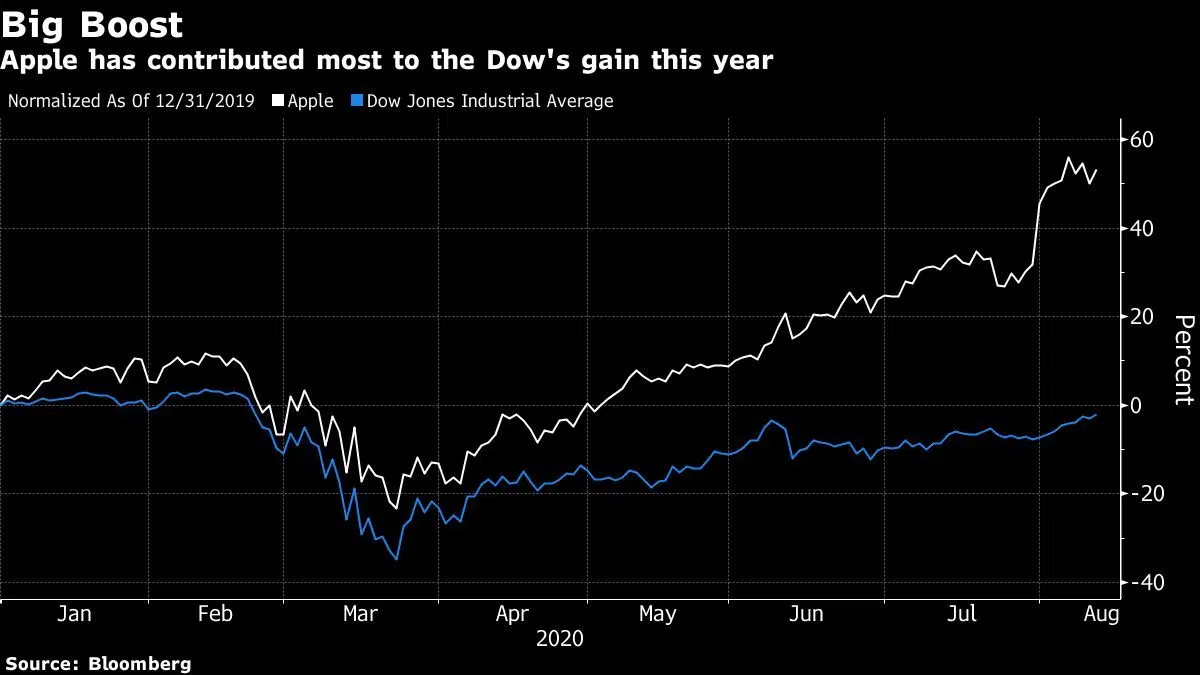 Big Boost
Apple has contributed most to the Dow's gain this year
Normalized As Of 12/31/2019 Apple Dow Jones Industrial Average
60
40
20
0
-20
-40
Percent
Jan Feb Mar Apr May Jun Jul Aug
2020
Source: Bloomberg